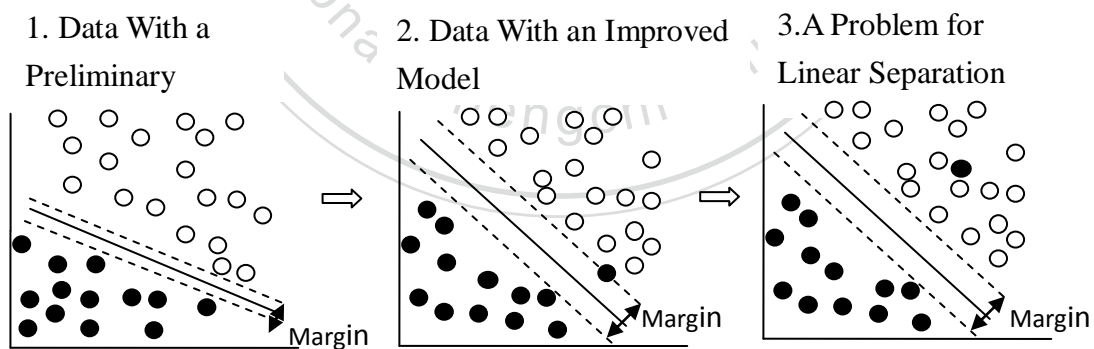 1. Data With a
Preliminary
2. Data With an Improved
Model
3.A Problem for
Linear Separation
Margin
Margin
Margin